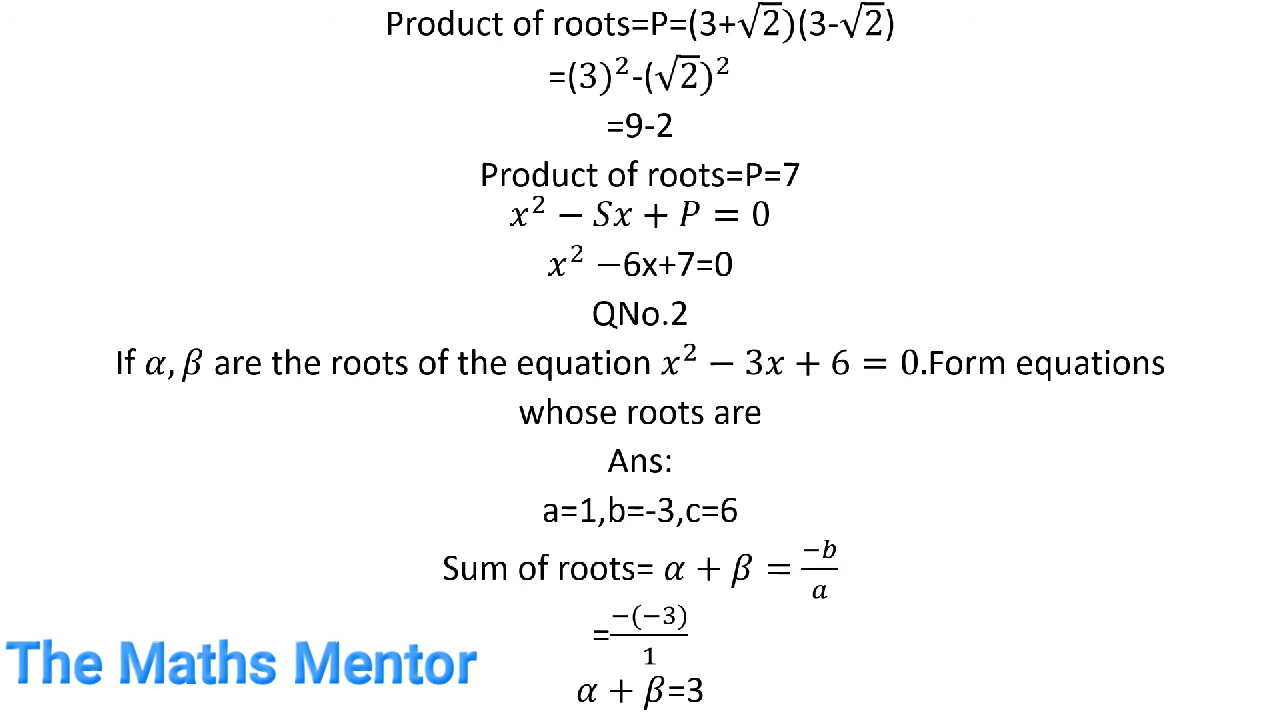 Product of roots=P=(3+√2)(3-√2)
=(3)²-(√2)²
=9-2
Product of roots=P=7
x² − Sx + P = 0
x² −6x+7=0
QNo.2
If α, β are the roots of the equation x² − 3x + 6 = 0.Form equations
whose roots are
Ans:
a=1,b=-3,c=6
Sum of roots= α + β = −b/a
=−(−3)/1
α + β=3
The Maths Mentor